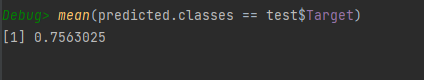 Debug> mean(predicted.classes == test$Target)
[1] 0.7563025